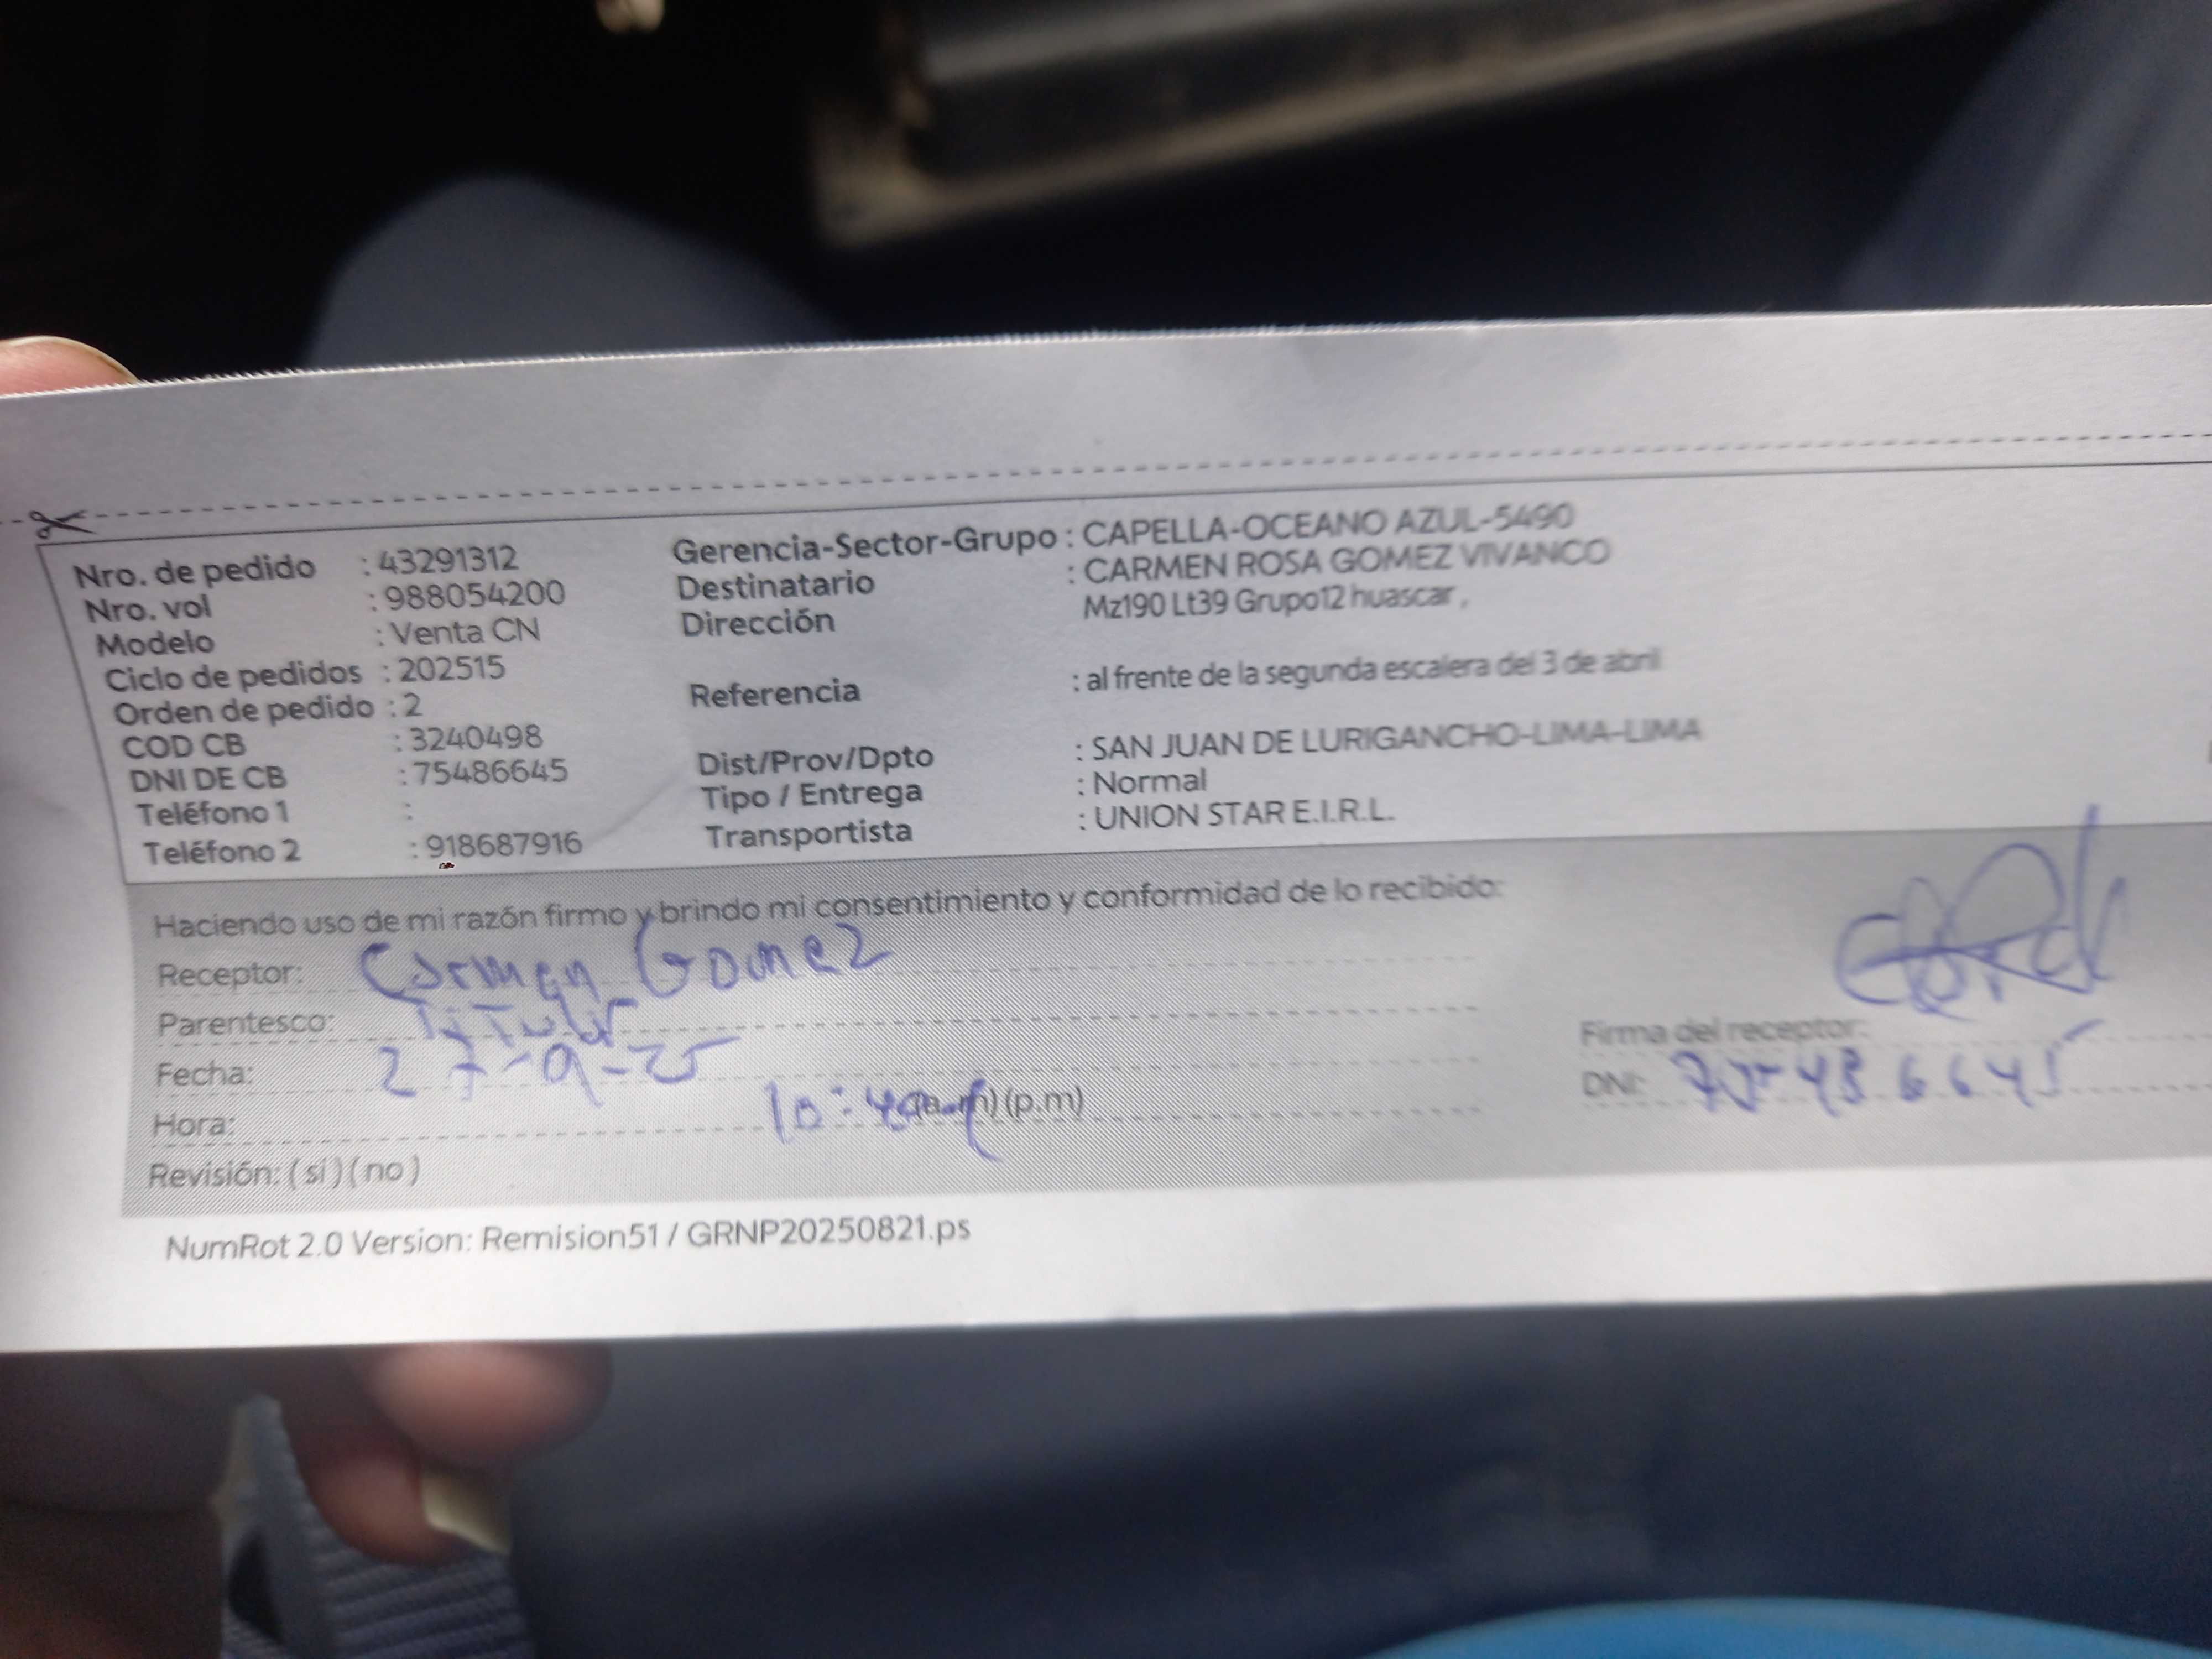 Nro. de pedido : 43291312
Nro. vol : 988054200
Modelo : Venta CN
Ciclo de pedidos : 202515
Orden de pedido : 2
COD CB : 3240498
DNI DE CB : 75486645
Teléfono 1 :
Teléfono 2 : 918687916
Gerencia-Sector-Grupo : CAPELLA-OCEANO AZUL-5490
Destinatario : CARMEN ROSA GOMEZ VIVANCO
Dirección Mz190 Lt39 Grupo12 huascar ,
Referencia : al frente de la segunda escalera del 3 de abril
Dist/Prov/Dpto : SAN JUAN DE LURIGANCHO-LIMA-LIMA
Tipo / Entrega : Normal
Transportista : UNION STAR E.I.R.L.
Haciendo uso de mi razón firmo y brindo mi consentimiento y conformidad de lo recibido:
Receptor: Carmen Gomez
Parentesco: Titular
Fecha: 27-9-25
Hora: 10:40 (a.m) (p.m)
Revisión: ( si ) ( no )
Firma del receptor:
DNI: 75486645
NumRot 2.0 Version: Remision51 / GRNP20250821.ps